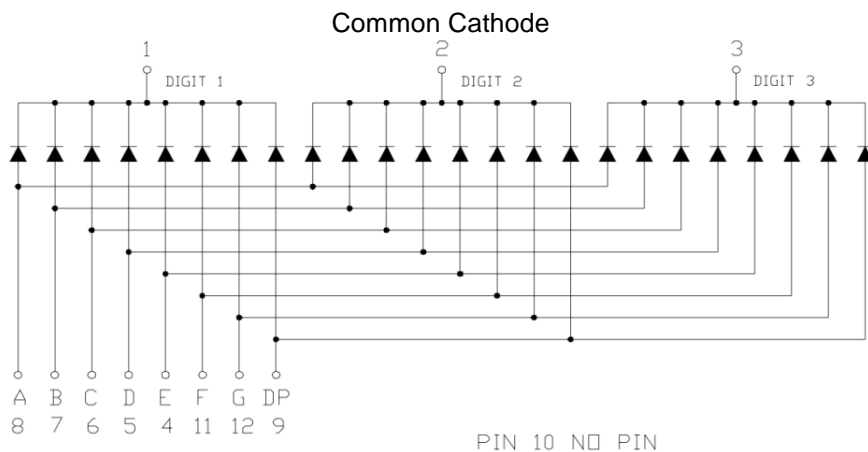 Common Cathode
1 2 3
DIGIT 1 DIGIT 2 DIGIT 3
A B C D E F G DP
8 7 6 5 4 11 12 9
PIN 10 NO PIN